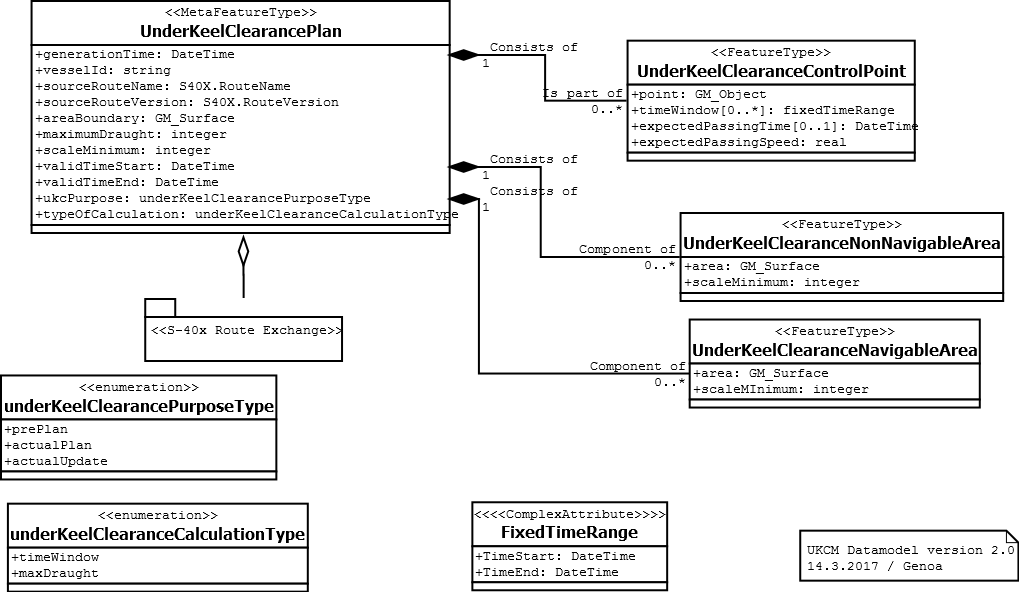 <<MetaFeatureType>>
UnderKeelClearancePlan
+generationTime: DateTime
+vesselId: string
+sourceRouteName: S40X.RouteName
+sourceRouteVersion: S40X.RouteVersion
+areaBoundary: GM_Surface
+maximumDraught: integer
+scaleMinimum: integer
+validTimeStart: DateTime
+validTimeEnd: DateTime
+ukcPurpose: underKeelClearancePurposeType
+typeOfCalculation: underKeelClearanceCalculationType
Consists of
1
Is part of
0..*
<<FeatureType>>
UnderKeelClearanceControlPoint
+point: GM_Object
+timeWindow[0..*]: fixedTimeRange
+expectedPassingTime[0..1]: DateTime
+expectedPassingSpeed: real
Consists of
1
Consists of
1
Component of
0..*
<<FeatureType>>
UnderKeelClearanceNonNavigableArea
+area: GM_Surface
+scaleMinimum: integer
Component of
0..*
<<FeatureType>>
UnderKeelClearanceNavigableArea
+area: GM_Surface
+scaleMInimum: integer
<<S-40x Route Exchange>>
<<enumeration>>
underKeelClearancePurposeType
+prePlan
+actualPlan
+actualUpdate
<<enumeration>>
underKeelClearanceCalculationType
+timeWindow
+maxDraught
<<<<ComplexAttribute>>>>
FixedTimeRange
+TimeStart: DateTime
+TimeEnd: DateTime
UKCM Datamodel version 2.0
14.3.2017 / Genoa